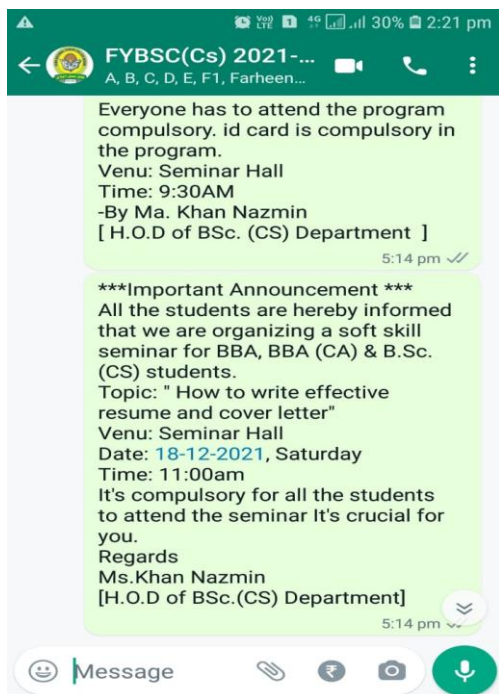 Vo)) LTE 1 4G 30% 2:21 pm
FYBSC(Cs) 2021-...
A, B, C, D, E, F1, Farheen...
Everyone has to attend the program
compulsory. id card is compulsory in
the program.
Venu: Seminar Hall
Time: 9:30AM
-By Ma. Khan Nazmin
[ H.O.D of BSc. (CS) Department ]
5:14 pm
***Important Announcement ***
All the students are hereby informed
that we are organizing a soft skill
seminar for BBA, BBA (CA) & B.Sc.
(CS) students.
Topic: " How to write effective
resume and cover letter"
Venu: Seminar Hall
Date: 18-12-2021, Saturday
Time: 11:00am
It's compulsory for all the students
to attend the seminar It's crucial for
you.
Regards
Ms.Khan Nazmin
[H.O.D of BSc.(CS) Department]
5:14 pm
Message ₹